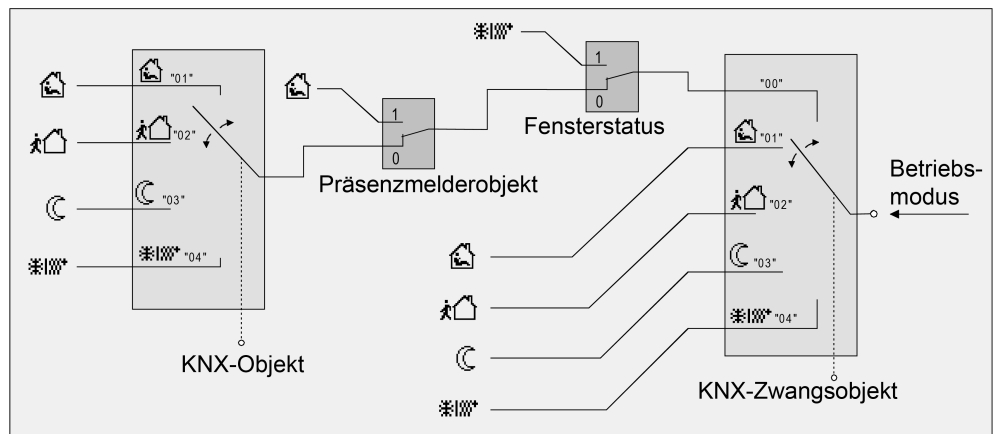 "01"
"02"
"03"
"04"
KNX-Objekt
1
0
Präsenzmelderobjekt
1
0
Fensterstatus
"00"
"01"
"02"
"03"
"04"
KNX-Zwangsobjekt
Betriebs-
modus